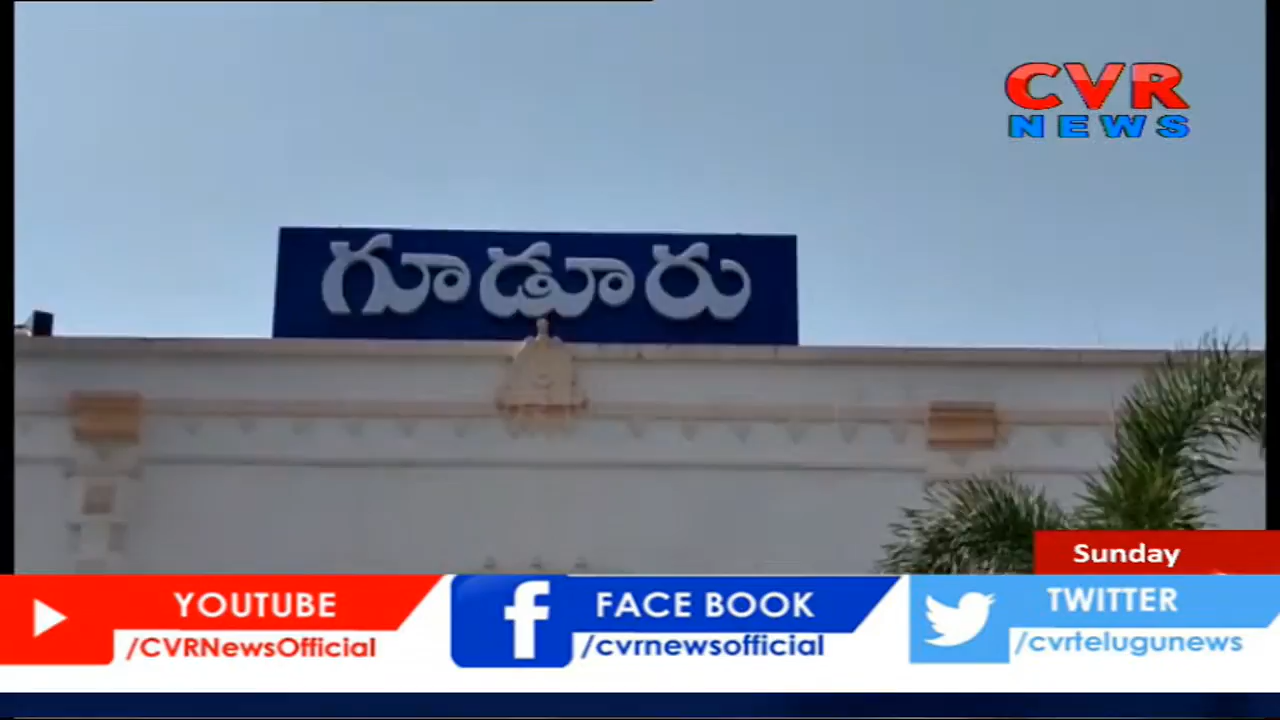 CVR
NEWS
గూడూరు
Sunday
YOUTUBE
/CVRNewsOfficial
FACE BOOK
/cvrnewsofficial
TWITTER
/cvrtelugunews